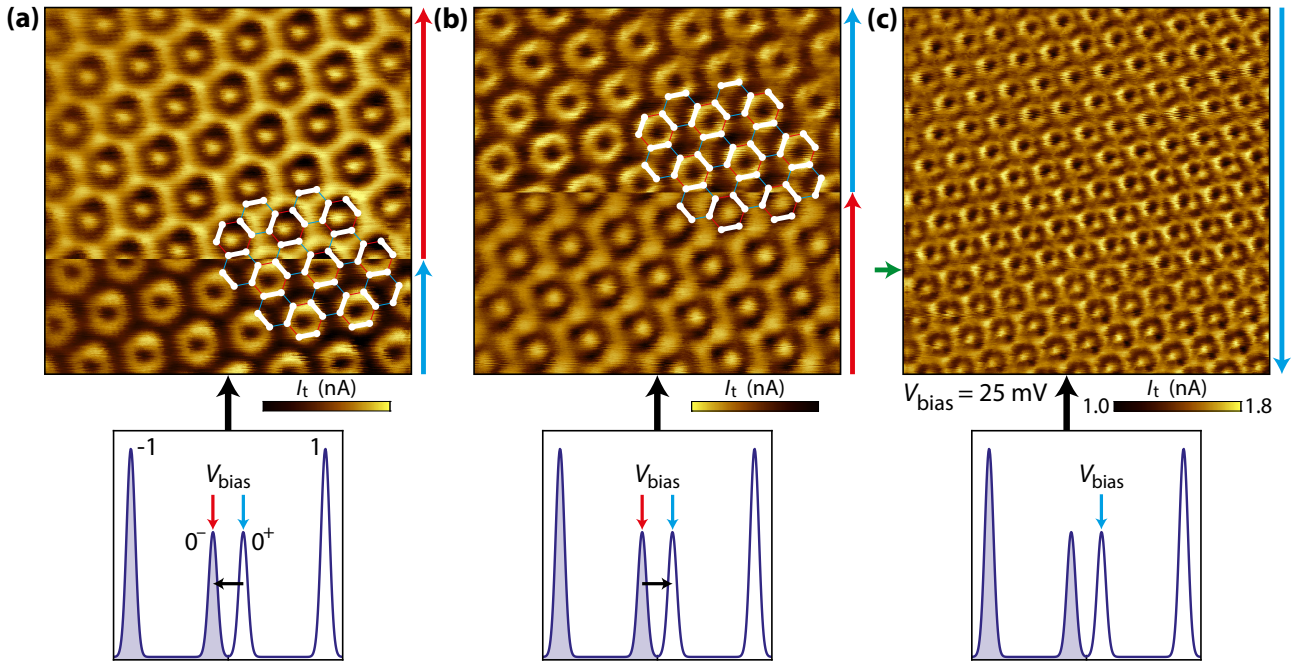 (a)
(b)
(c)
I_t (nA)
I_t (nA)
V_bias = 25 mV
I_t (nA)
1.0
1.8
-1
1
V_bias
0⁻
0⁺
V_bias
V_bias